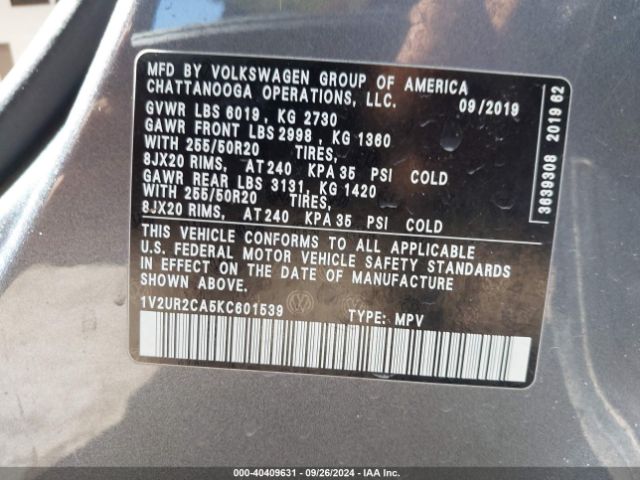 MFD BY VOLKSWAGEN GROUP OF AMERICA
CHATTANOOGA OPERATIONS, LLC.
09/2019
GVWR LBS 6019, KG 2730
GAWR FRONT LBS 2998, KG 1360
WITH 255/50R20 TIRES,
8JX20 RIMS, AT 240 KPA 35 PSI COLD
GAWR REAR LBS 3131, KG 1420
WITH 255/50R20 TIRES,
8JX20 RIMS, AT 240 KPA 35 PSI COLD
THIS VEHICLE CONFORMS TO ALL APPLICABLE
U.S. FEDERAL MOTOR VEHICLE SAFETY STANDARDS
IN EFFECT ON THE DATE OF MANUFACTURE
SHOWN ABOVE.
1V2UR2CA5KC601539 TYPE: MPV
3639308 2019 62
000-40409631 - 09/26/2024 - IAA Inc.